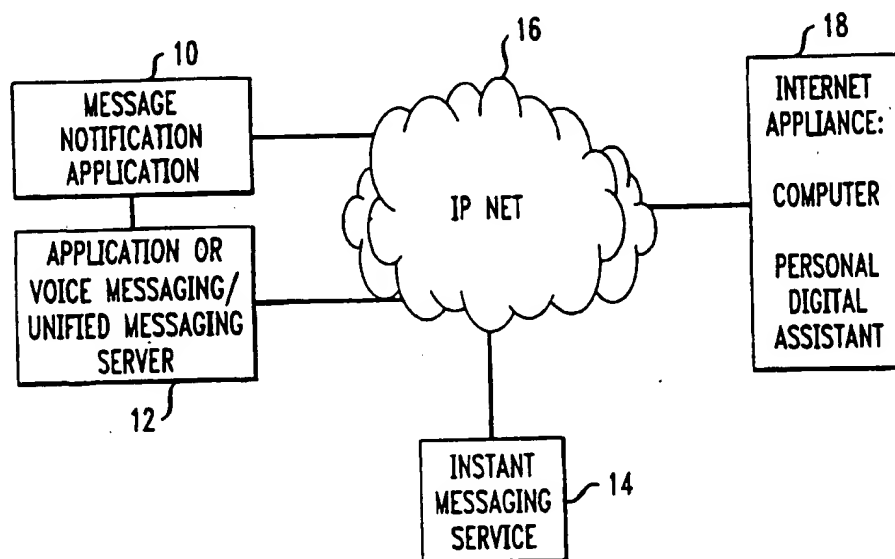 10
MESSAGE
NOTIFICATION
APPLICATION
APPLICATION OR
VOICE MESSAGING/
UNIFIED MESSAGING
SERVER
12
16
IP NET
INSTANT
MESSAGING
SERVICE
14
18
INTERNET
APPLIANCE:
COMPUTER
PERSONAL
DIGITAL
ASSISTANT